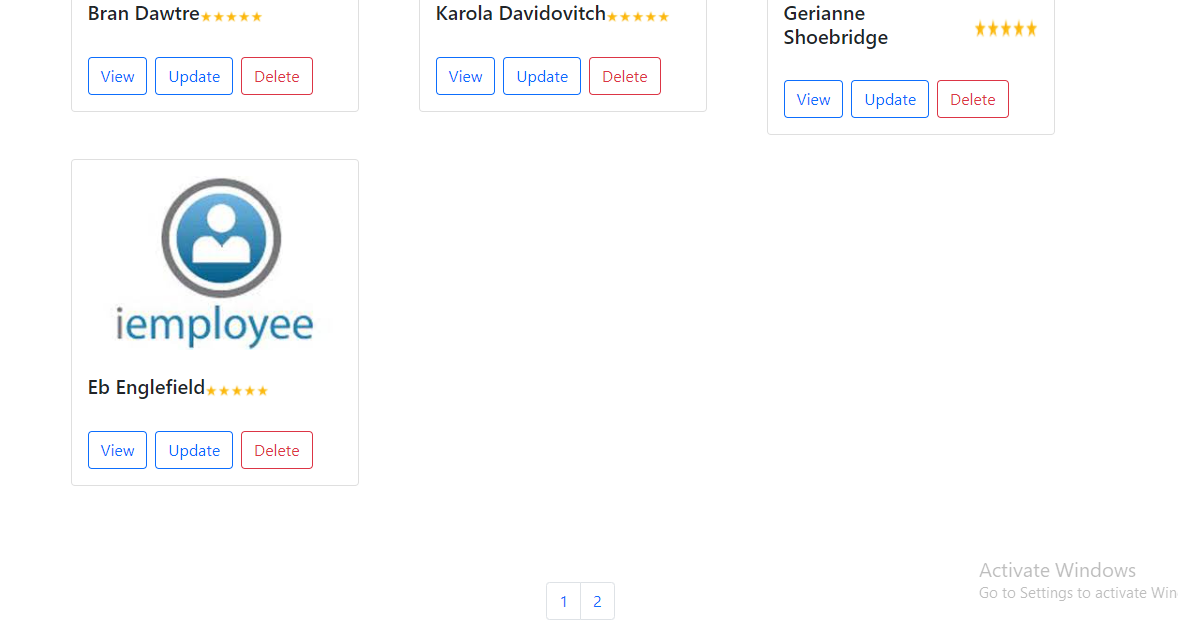 Bran Dawtre
Karola Davidovitch
Gerianne
Shoebridge
View Update Delete
View Update Delete
View Update Delete
iemployee
Eb Englefield
View Update Delete
1 2
Activate Windows
Go to Settings to activate Win